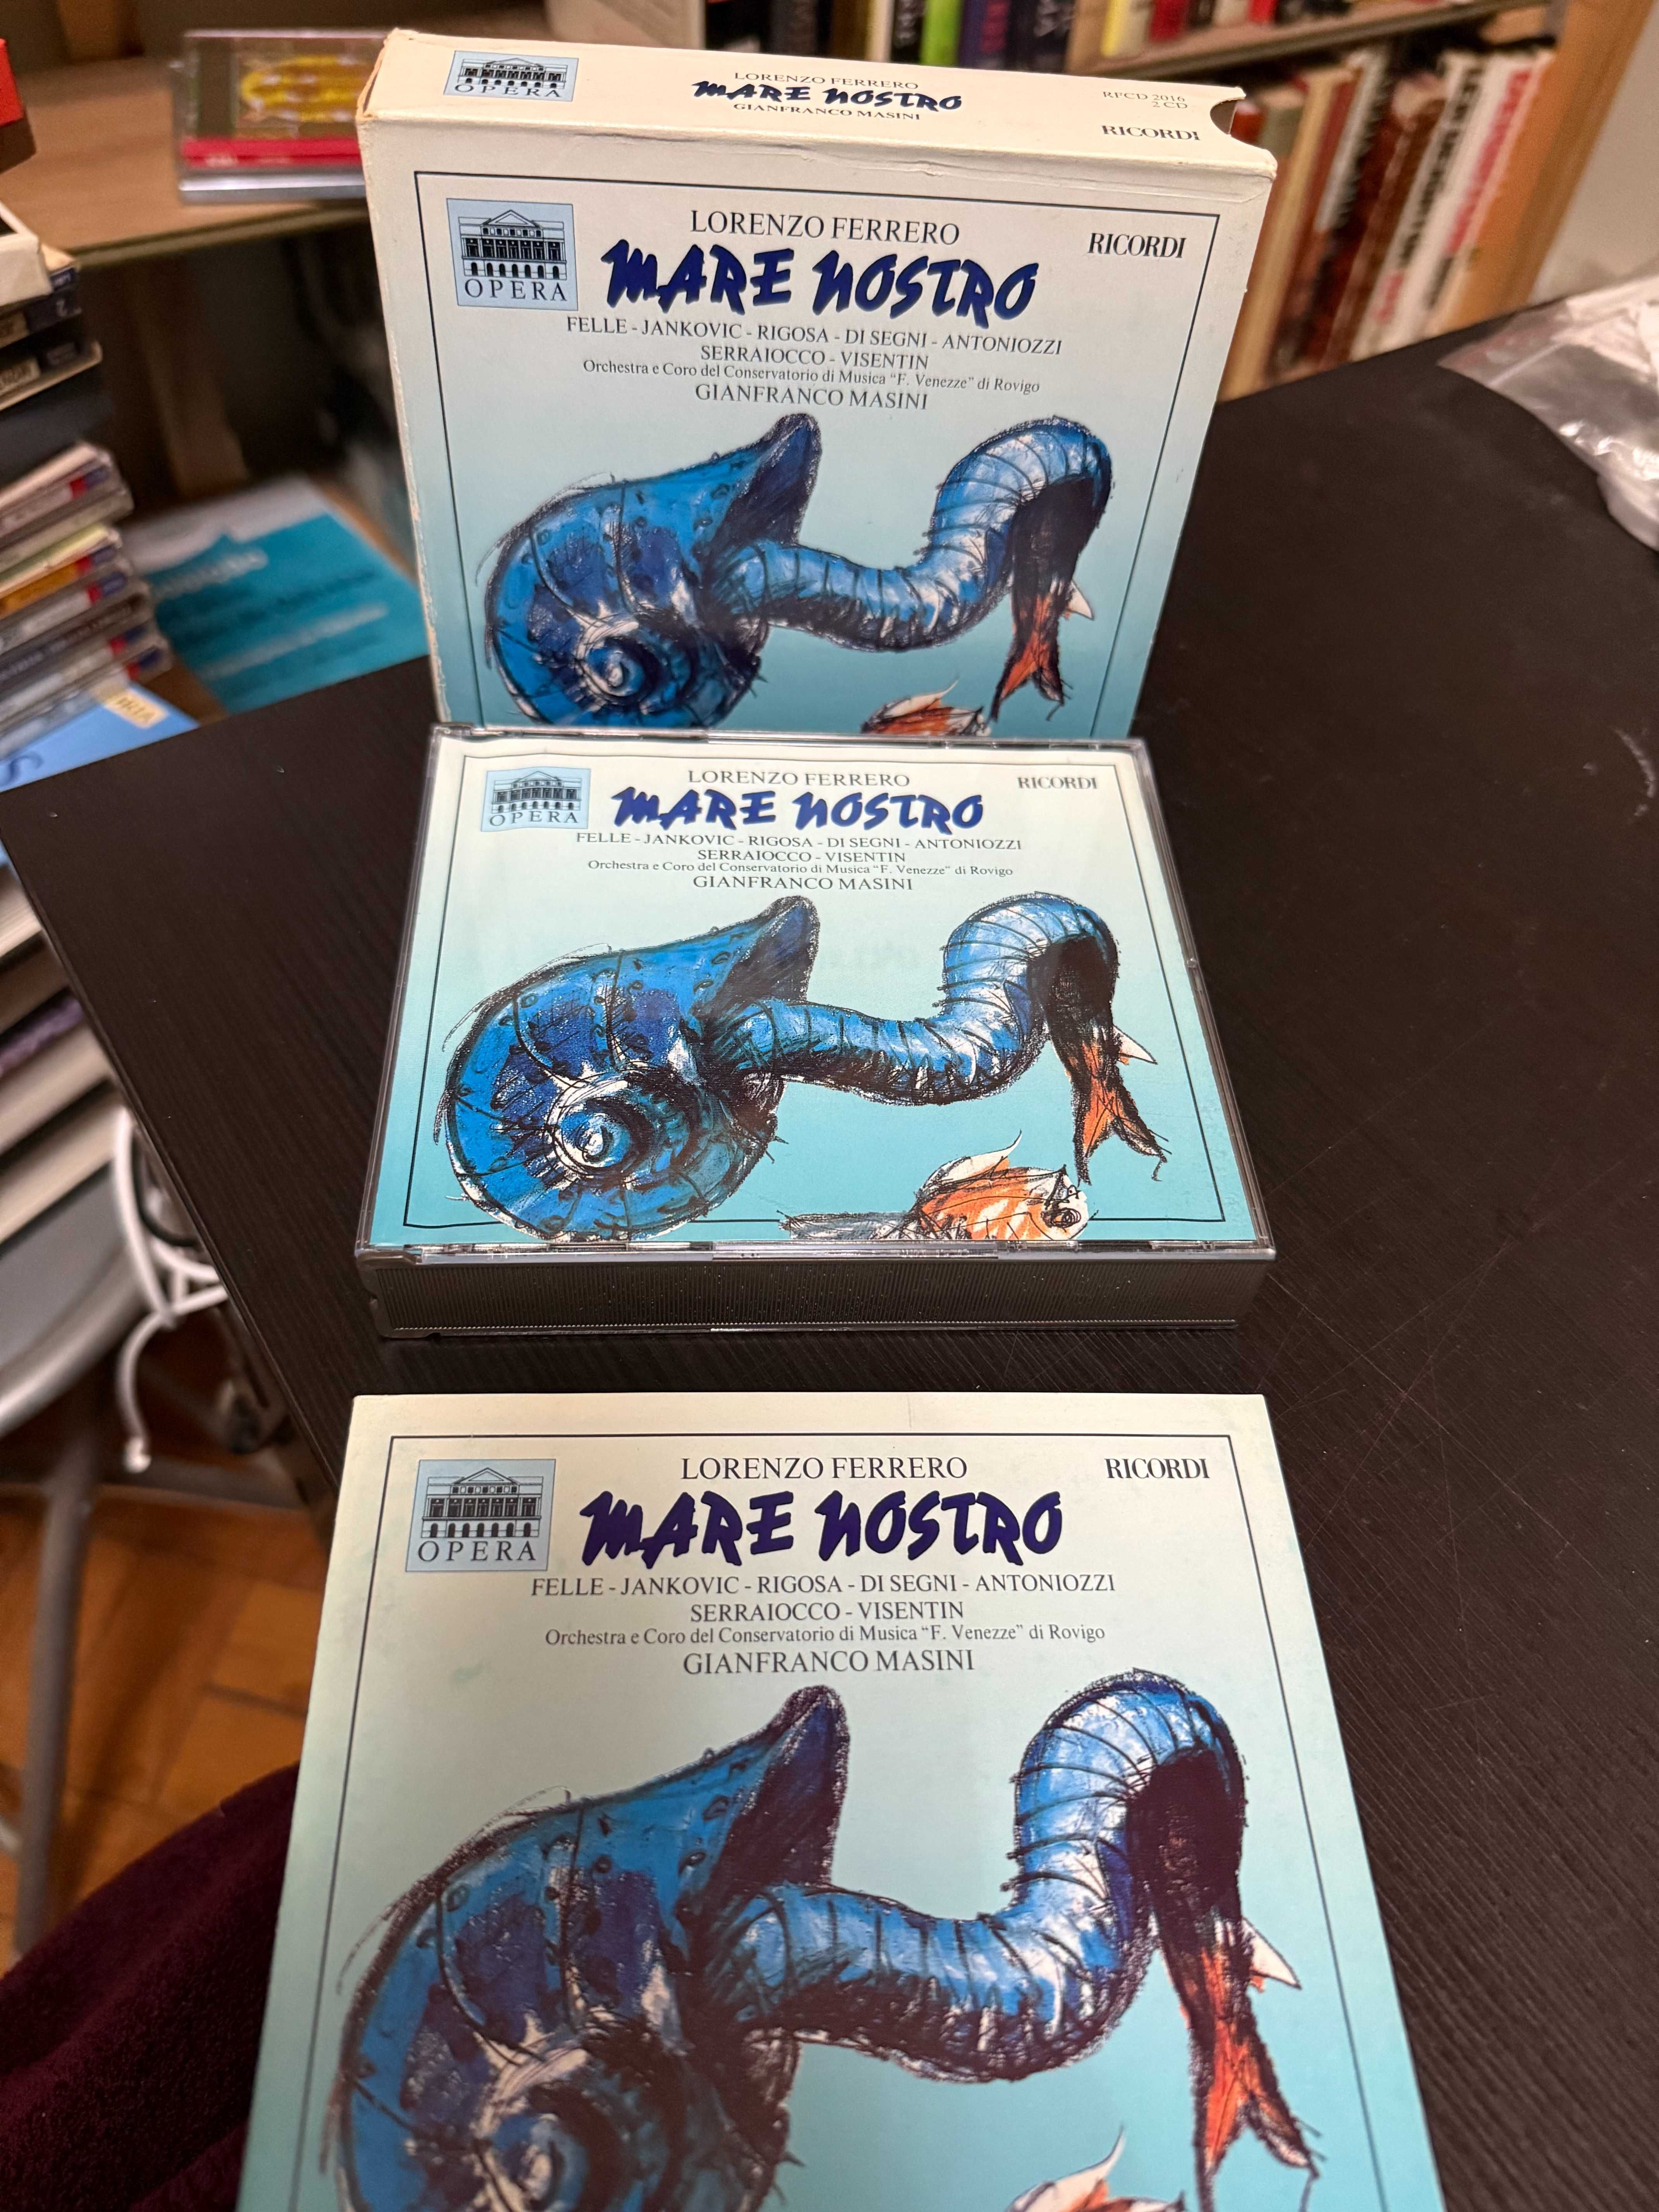 OPERA
LORENZO FERRERO
MARE NOSTRO
GIANFRANCO MASINI
RFCD 2016
2 CD
RICORDI
OPERA
LORENZO FERRERO
RICORDI
MARE NOSTRO
FELLE - JANKOVIC - RIGOSA - DI SEGNI - ANTONIOZZI
SERRAIOCCO - VISENTIN
Orchestra e Coro del Conservatorio di Musica “F. Venezze” di Rovigo
GIANFRANCO MASINI
OPERA
LORENZO FERRERO
RICORDI
MARE NOSTRO
FELLE - JANKOVIC - RIGOSA - DI SEGNI - ANTONIOZZI
SERRAIOCCO - VISENTIN
Orchestra e Coro del Conservatorio di Musica “F. Venezze” di Rovigo
GIANFRANCO MASINI
OPERA
LORENZO FERRERO
RICORDI
MARE NOSTRO
FELLE - JANKOVIC - RIGOSA - DI SEGNI - ANTONIOZZI
SERRAIOCCO - VISENTIN
Orchestra e Coro del Conservatorio di Musica “F. Venezze” di Rovigo
GIANFRANCO MASINI